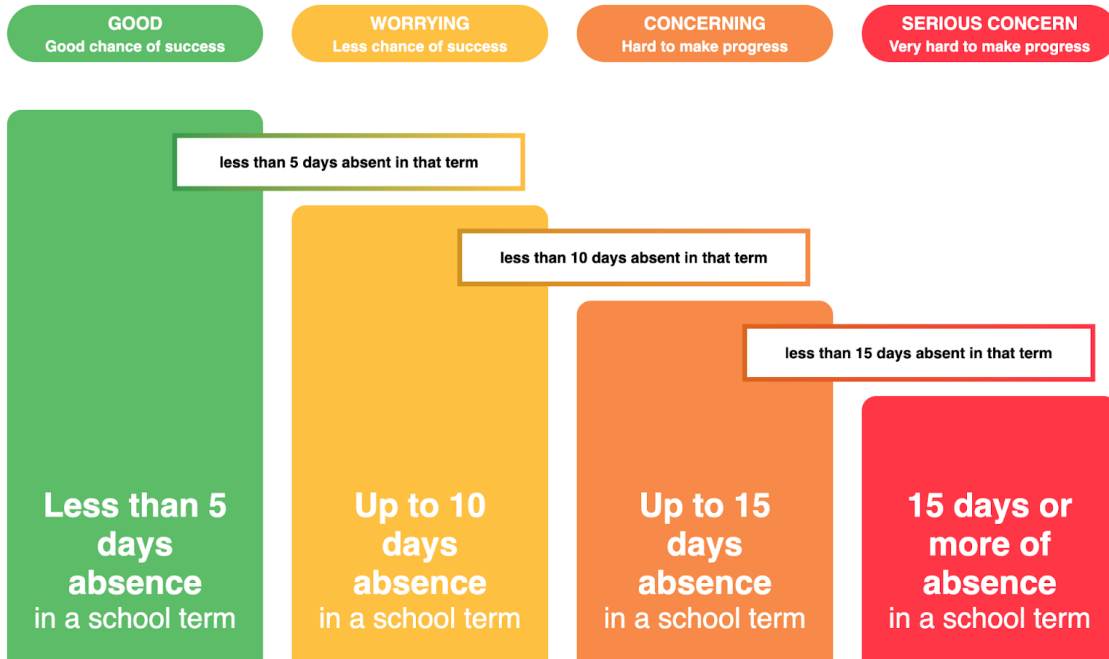 GOOD
Good chance of success
WORRYING
Less chance of success
CONCERNING
Hard to make progress
SERIOUS CONCERN
Very hard to make progress
less than 5 days absent in that term
less than 10 days absent in that term
less than 15 days absent in that term
Less than 5
days
absence
in a school term
Up to 10
days
absence
in a school term
Up to 15
days
absence
in a school term
15 days or
more of
absence
in a school term